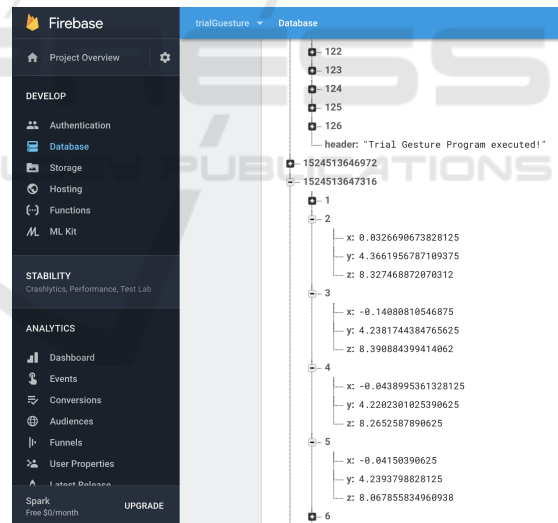 Firebase
trialGuesture
Database
Project Overview
DEVELOP
Authentication
Database
Storage
Hosting
Functions
ML Kit
STABILITY
Crashlytics, Performance, Test Lab
ANALYTICS
Dashboard
Events
Conversions
Audiences
Funnels
User Properties
Latest Release
Spark
Free $0/month
UPGRADE
122
123
124
125
126
header: "Trial Gesture Program executed!"
1524513646972
1524513647316
1
2
x: 0.0326690673828125
y: 4.3661956787109375
z: 8.327468872070312
3
x: -0.14080810546875
y: 4.2381744384765625
z: 8.390884399414062
4
x: -0.0438995361328125
y: 4.2202301025390625
z: 8.2652587890625
5
x: -0.04150390625
y: 4.2393798828125
z: 8.067855834960938
6
PUBLICATIONS